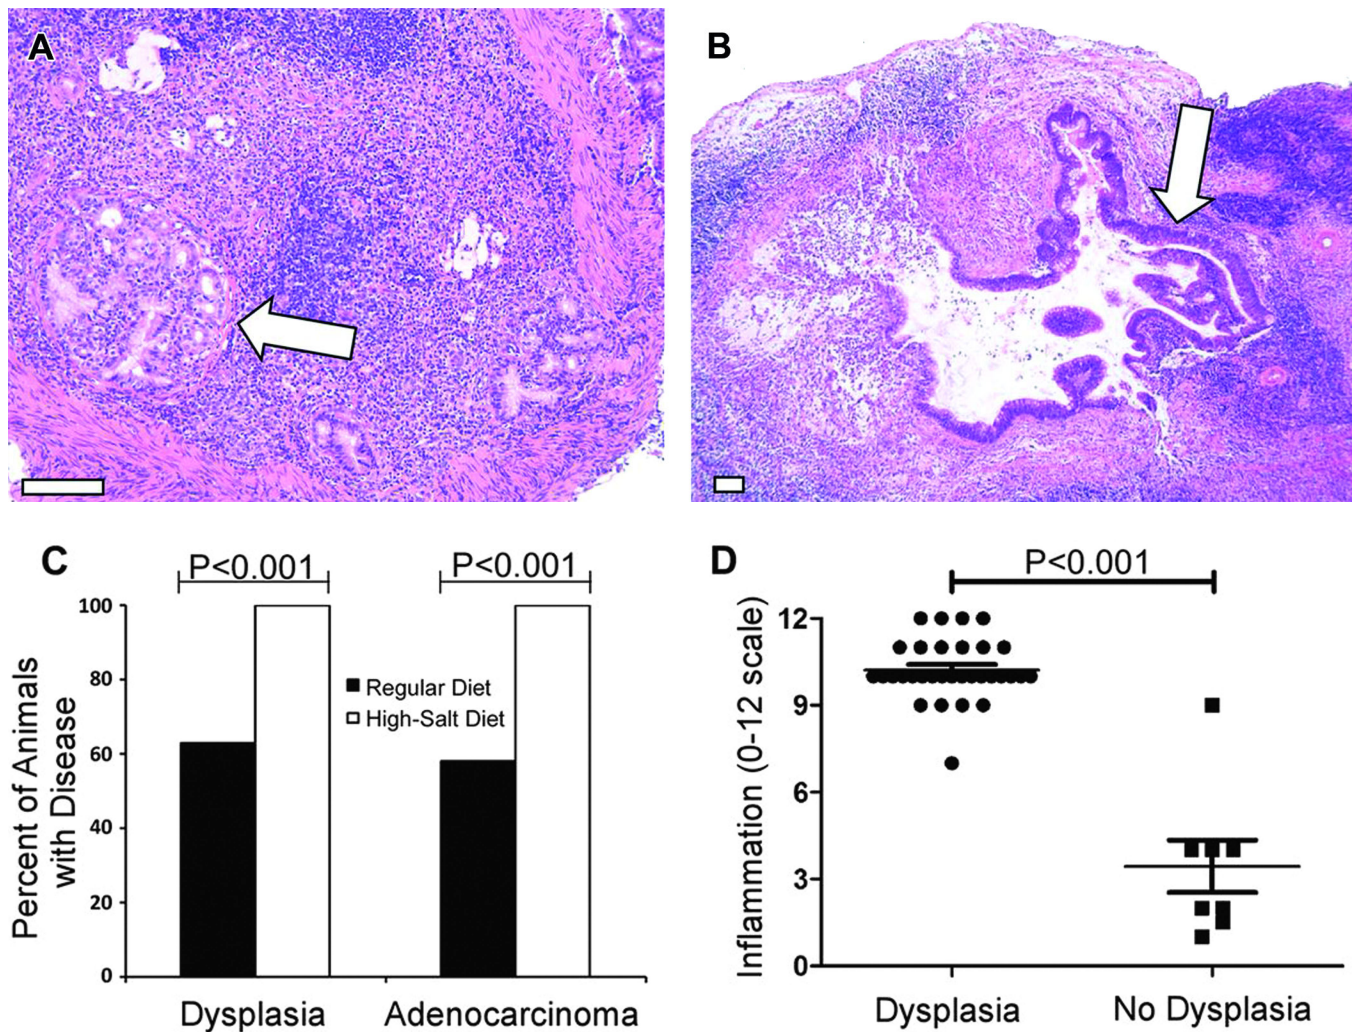 A
B
C
P<0.001
P<0.001
100
80
60
40
20
0
Percent of Animals
with Disease
Regular Diet
High-Salt Diet
Dysplasia
Adenocarcinoma
D
P<0.001
Inflammation (0-12 scale)
12
9
6
3
0
Dysplasia
No Dysplasia